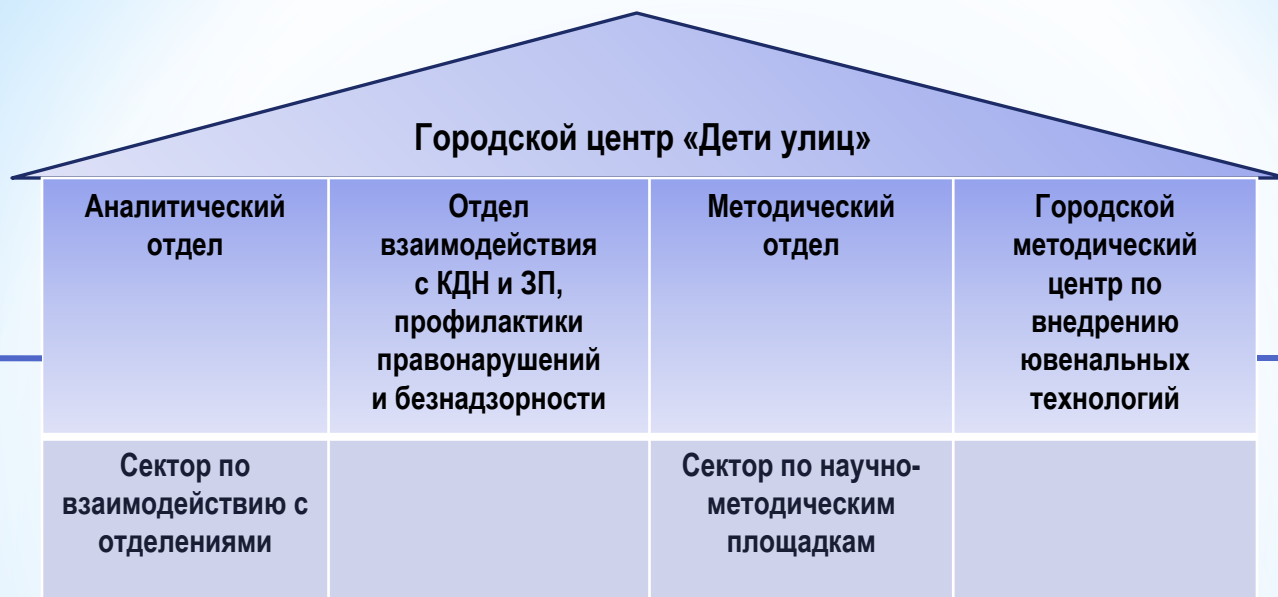 Городской центр «Дети улиц»
Аналитический
отдел
Отдел
взаимодействия
с КДН и ЗП,
профилактики
правонарушений
и безнадзорности
Методический
отдел
Городской
методический
центр по
внедрению
ювенальных
технологий
Сектор по
взаимодействию с
отделениями
Сектор по научно-
методическим
площадкам